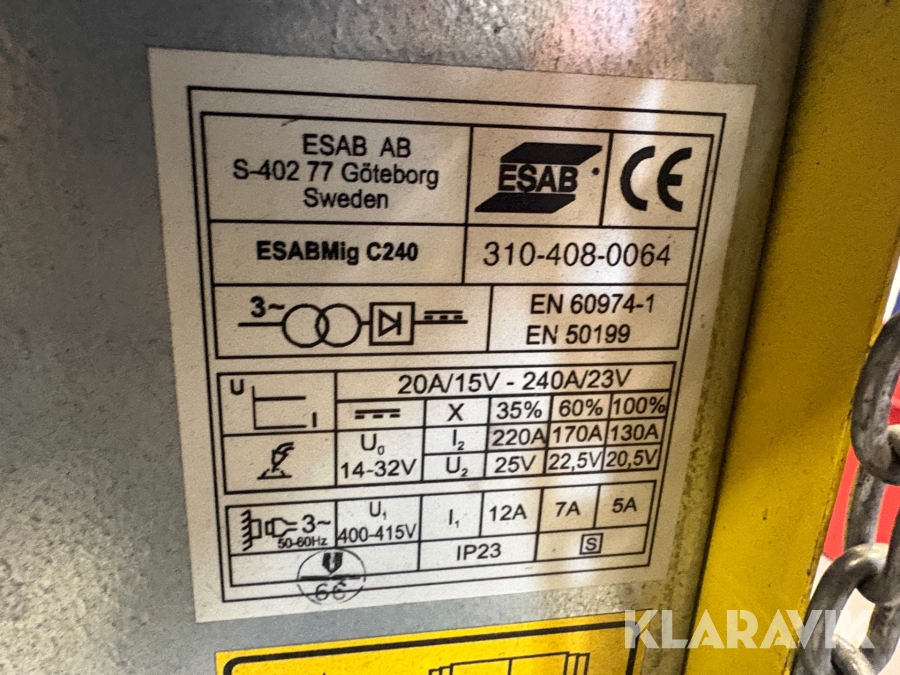 ESAB AB
S-402 77 Göteborg
Sweden
ESAB
CE
ESABMig C240
310-408-0064
3~
EN 60974-1
EN 50199
U
I
20A/15V - 240A/23V
X 35% 60% 100%
U₀
14-32V
I₂ 220A 170A 130A
U₂ 25V 22,5V 20,5V
3~
50-60Hz
U₁
400-415V
I₁ 12A 7A 5A
IP23
S
66
KLARAVIK